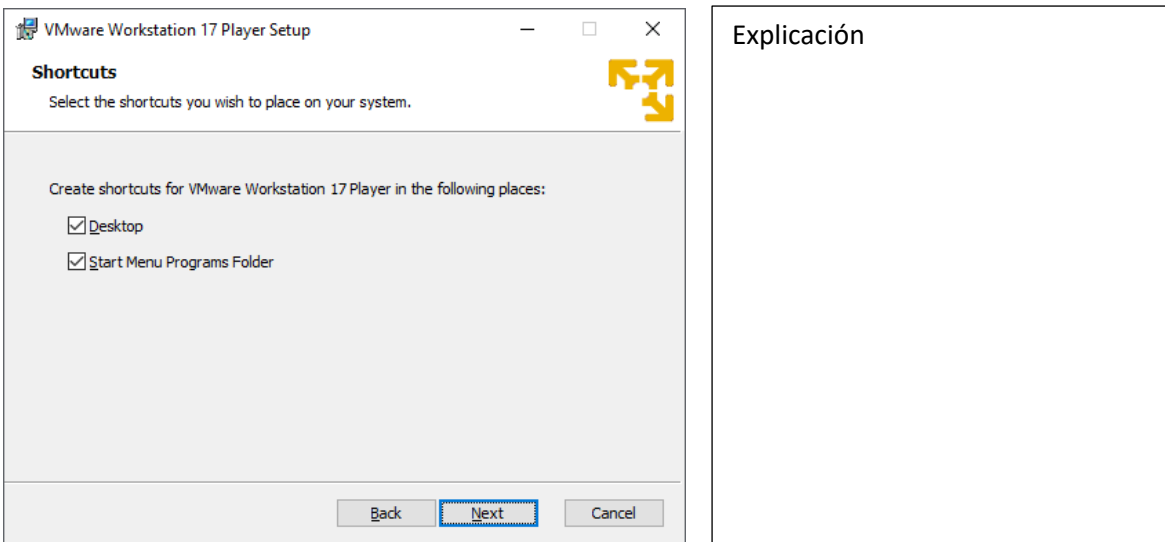 VMware Workstation 17 Player Setup
Shortcuts
Select the shortcuts you wish to place on your system.
Create shortcuts for VMware Workstation 17 Player in the following places:
Desktop
Start Menu Programs Folder
Back Next Cancel
Explicación